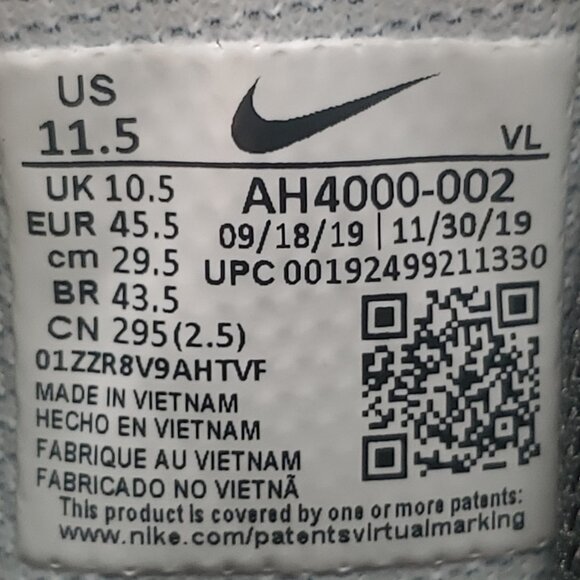 US
11.5
VL
UK 10.5
AH4000-002
EUR 45.5
09/18/19 | 11/30/19
cm 29.5
UPC 00192499211330
BR 43.5
CN 295(2.5)
01ZZR8V9AHTVF
MADE IN VIETNAM
HECHO EN VIETNAM
FABRIQUE AU VIETNAM
FABRICADO NO VIETNÃ
This product is covered by one or more patents:
www.nike.com/patentsvirtualmarking